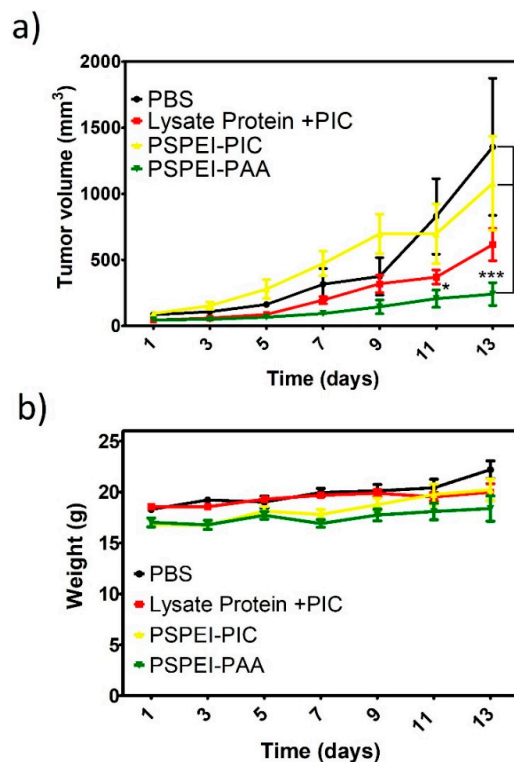 a)
Tumor volume (mm³)
2000
1500
1000
500
0
PBS
Lysate Protein +PIC
PSPEI-PIC
PSPEI-PAA
*
***
1 3 5 7 9 11 13
Time (days)
b)
Weight (g)
25
20
15
10
5
0
PBS
Lysate Protein +PIC
PSPEI-PIC
PSPEI-PAA
1 3 5 7 9 11 13
Time (days)